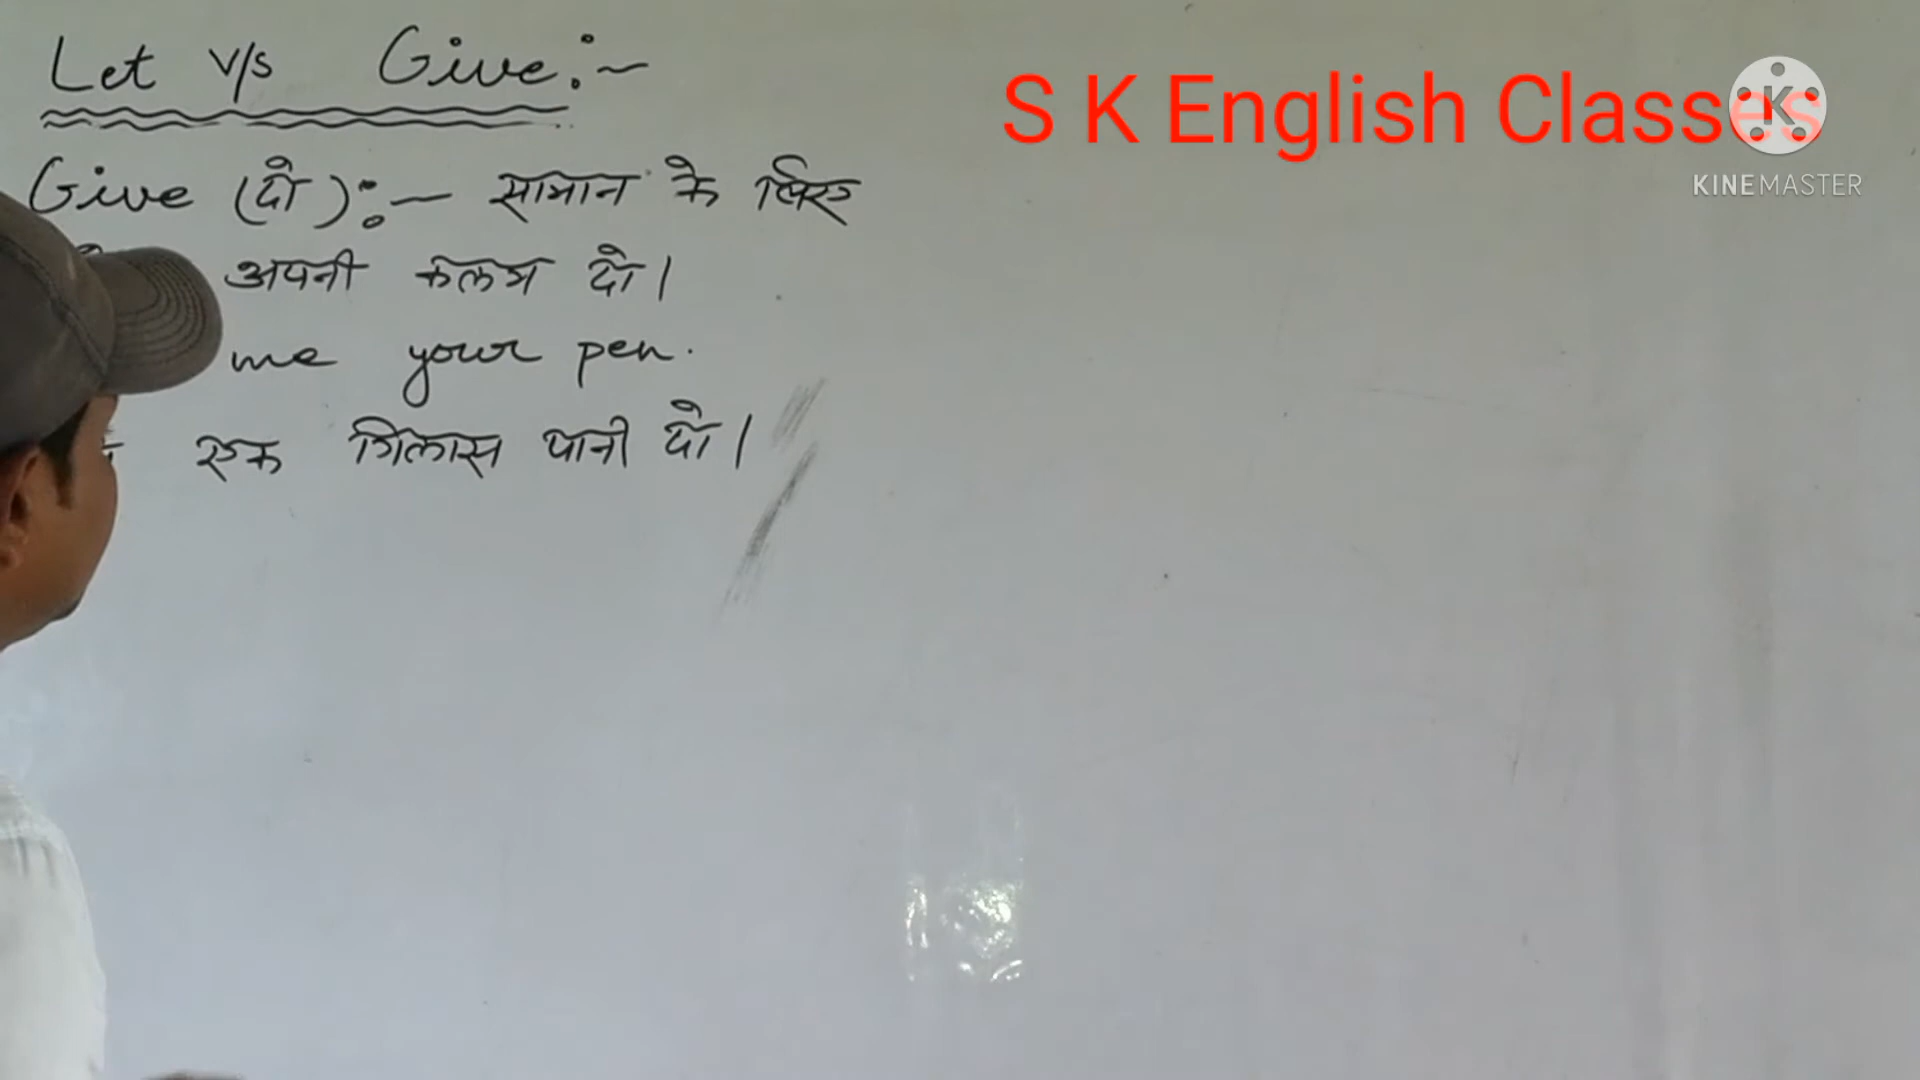 Let v/s Give:-
S K English Classes
KINEMASTER
Give (दो):- सामान के लिए
अपनी कलम दो।
me your pen.
एक गिलास पानी दो।